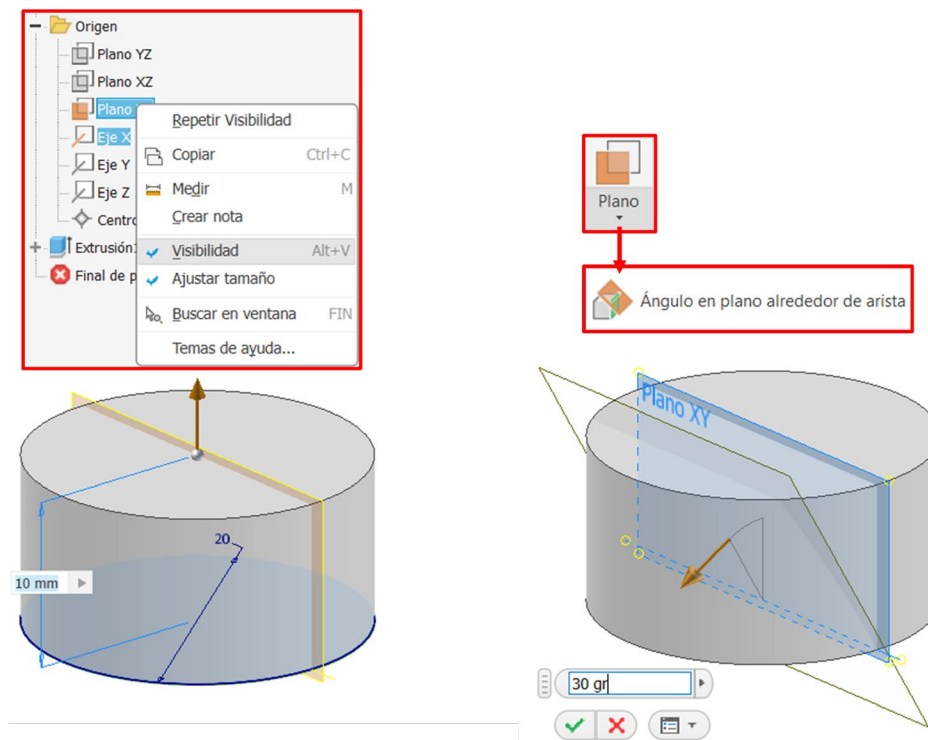 Origen
Plano YZ
Plano XZ
Plano
Eje X
Eje Y
Eje Z
Centro
Extrusión1
Final de p
Repetir Visibilidad
Copiar Ctrl+C
Medir M
Crear nota
Visibilidad Alt+V
Ajustar tamaño
Buscar en ventana FIN
Temas de ayuda...
Plano
Ángulo en plano alrededor de arista
20
10 mm
Plano XY
30 gr